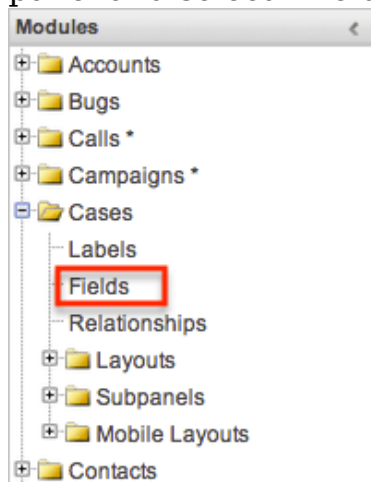 Modules
Accounts
Bugs
Calls *
Campaigns *
Cases
Labels
Fields
Relationships
Layouts
Subpanels
Mobile Layouts
Contacts